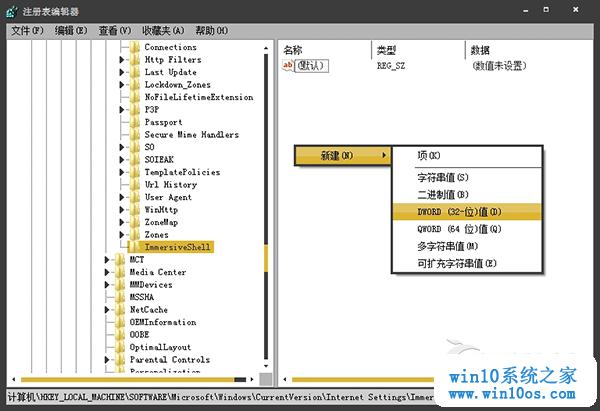 注册表编辑器
文件(F) 编辑(E) 查看(V) 收藏夹(A) 帮助(H)
Connections
Http Filters
Last Update
Lockdown_Zones
NoFileLifetimeExtension
P3P
Passport
Secure Mime Handlers
SO
SOIEAK
TemplatePolicies
Url History
User Agent
WinHttp
ZoneMap
Zones
ImmersiveShell
MCT
Media Center
MMDevices
MSSHA
NetCache
OEMInformation
OOBE
OptimalLayout
Parental Controls
Personalization
名称 类型 数据
ab (默认) REG_SZ (数值未设置)
新建(N)
项(K)
字符串值(S)
二进制值(B)
DWORD (32-位)值(D)
QWORD (64 位)值(Q)
多字符串值(M)
可扩充字符串值(E)
计算机\HKEY_LOCAL_MACHINE\SOFTWARE\Microsoft\Windows\CurrentVersion\Internet Settings\Immer
win10系统之家
www.win10os.com